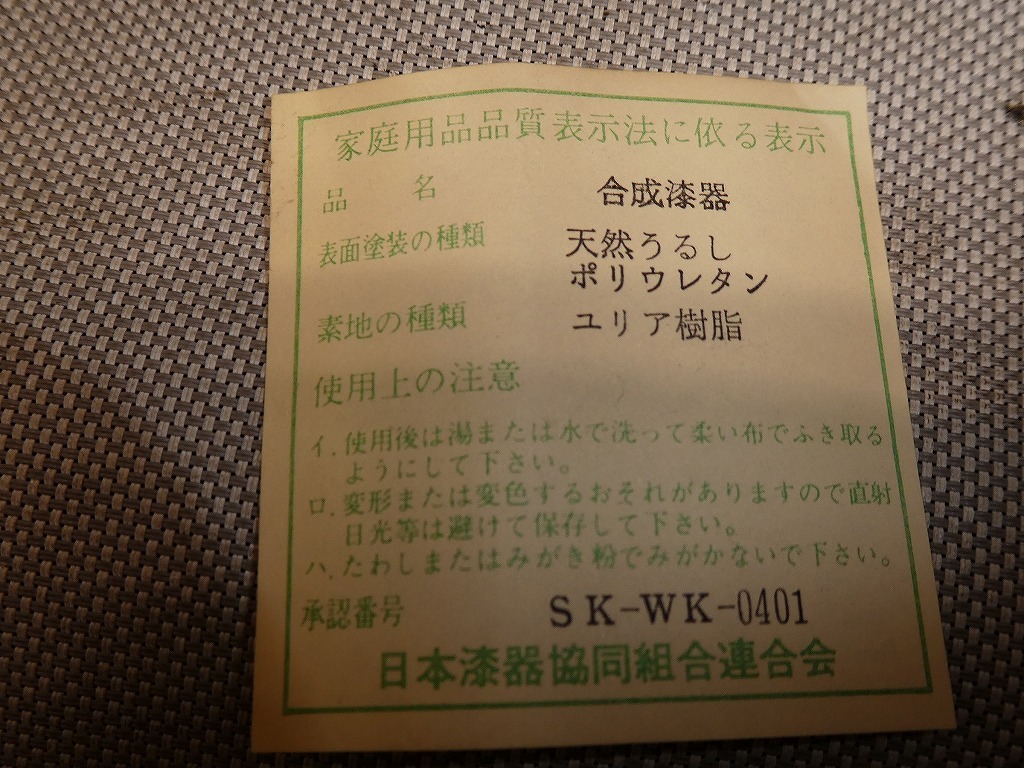 家庭用品品質表示法に依る表示
品 名 合成漆器
表面塗装の種類 天然うるし
ポリウレタン
素地の種類 ユリア樹脂
使用上の注意
イ. 使用後は湯または水で洗って柔い布でふき取る
ようにして下さい。
ロ. 変形または変色するおそれがありますので直射
日光等は避けて保存して下さい。
ハ. たわしまたはみがき粉でみがかないで下さい。
承認番号 SK-WK-0401
日本漆器協同組合連合会